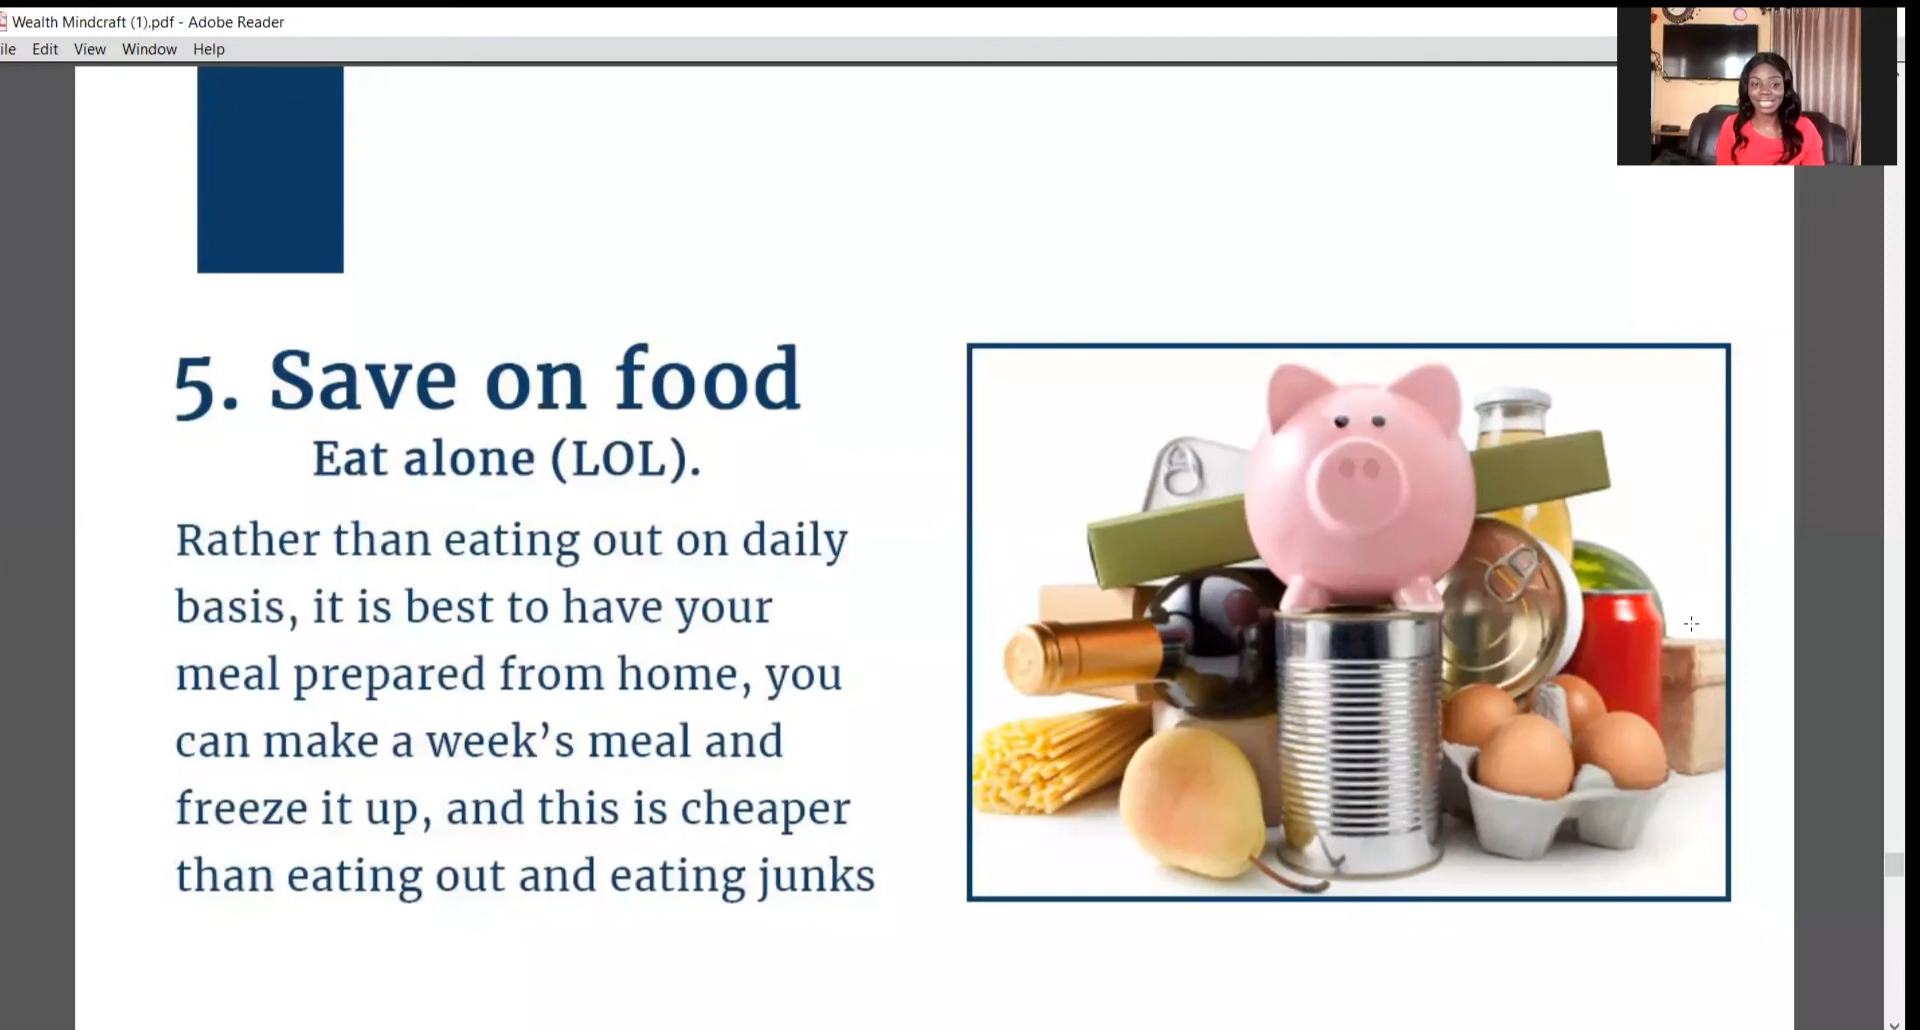 Wealth Mindcraft (1).pdf - Adobe Reader
ile Edit View Window Help
5. Save on food
Eat alone (LOL).
Rather than eating out on daily
basis, it is best to have your
meal prepared from home, you
can make a week’s meal and
freeze it up, and this is cheaper
than eating out and eating junks